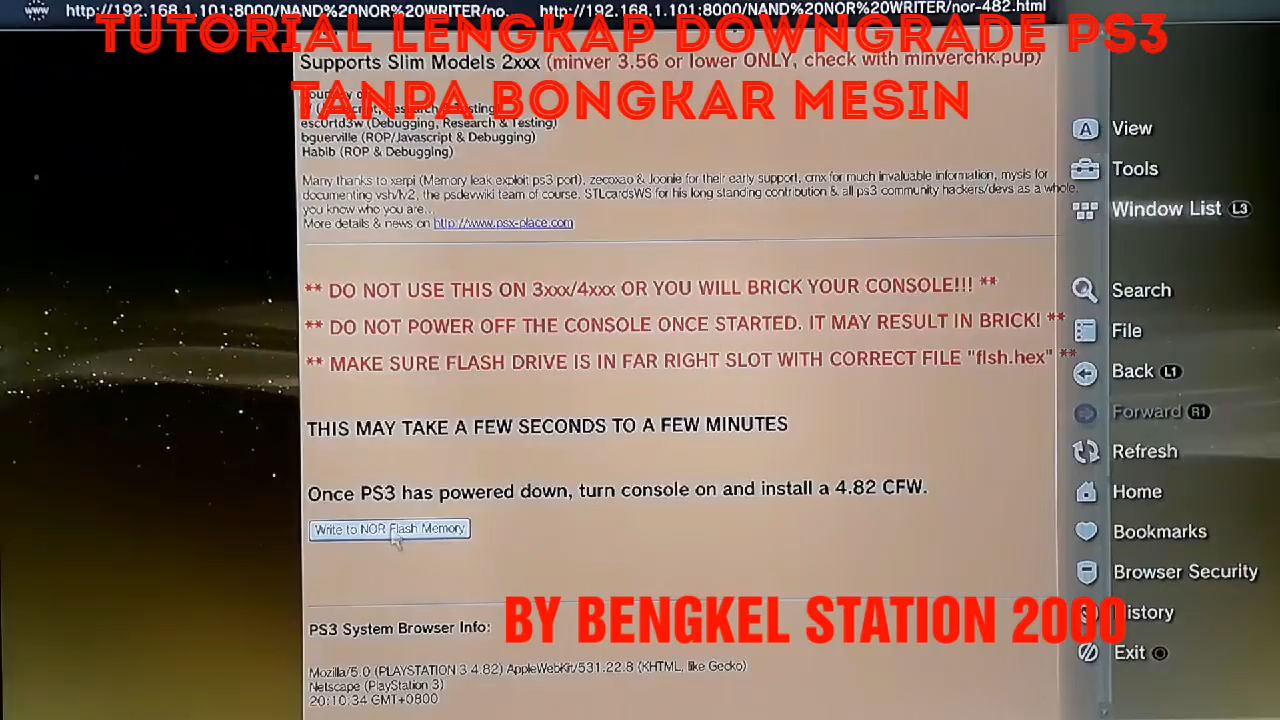 http://192.168.1.101:8000/NAND%20NOR%20WRITER/no. http://192.168.1.101:8000/NAND%20NOR%20WRITER/nor-482.html
TUTORIAL LENGKAP DOWNGRADE PS3
TANPA BONGKAR MESIN
Supports Slim Models 2xxx (minver 3.56 or lower ONLY, check with minverchk.pup)
esc0rtd3w (Debugging, Research & Testing)
bguerville (ROP/Javascript & Debugging)
Habib (ROP & Debugging)
Many thanks to xerpi (Memory leak exploit ps3 port), zecoxao & Joonie for their early support, cmx for much invaluable information, mysis for
documenting vsh/lv2, the psdevwiki team of course, STLcardsWS for his long standing contribution & all ps3 community hackers/devs as a whole,
you know who you are...
More details & news on http://www.psx-place.com
** DO NOT USE THIS ON 3xxx/4xxx OR YOU WILL BRICK YOUR CONSOLE!!! **
** DO NOT POWER OFF THE CONSOLE ONCE STARTED. IT MAY RESULT IN BRICK! **
** MAKE SURE FLASH DRIVE IS IN FAR RIGHT SLOT WITH CORRECT FILE "flsh.hex" **
THIS MAY TAKE A FEW SECONDS TO A FEW MINUTES
Once PS3 has powered down, turn console on and install a 4.82 CFW.
Write to NOR Flash Memory
PS3 System Browser Info:
Mozilla/5.0 (PLAYSTATION 3 4.82) AppleWebKit/531.22.8 (KHTML, like Gecko)
Netscape (PlayStation 3)
20:10:34 GMT+0800
BY BENGKEL STATION 2000
A View
Tools
Window List L3
Search
File
Back L1
Forward R1
Refresh
Home
Bookmarks
Browser Security
History
Exit